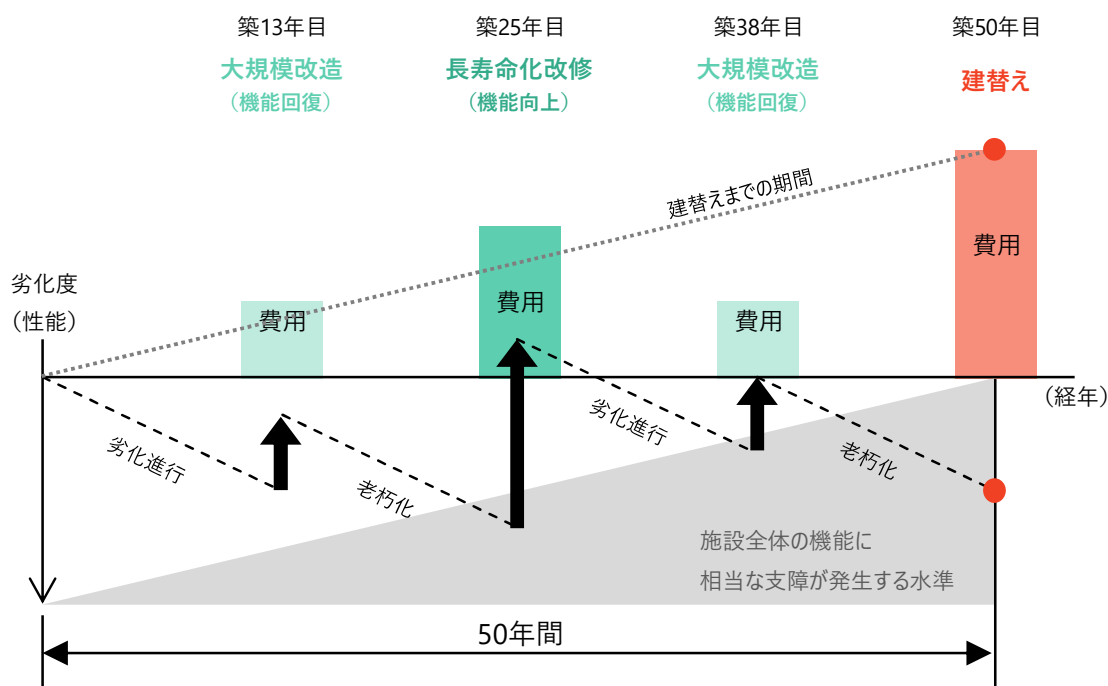 築13年目
築25年目
築38年目
築50年目
大規模改造
(機能回復)
長寿命化改修
(機能向上)
大規模改造
(機能回復)
建替え
建替えまでの期間
費用
費用
費用
費用
劣化度
(性能)
(経年)
劣化進行
老朽化
劣化進行
老朽化
施設全体の機能に
相当な支障が発生する水準
50年間